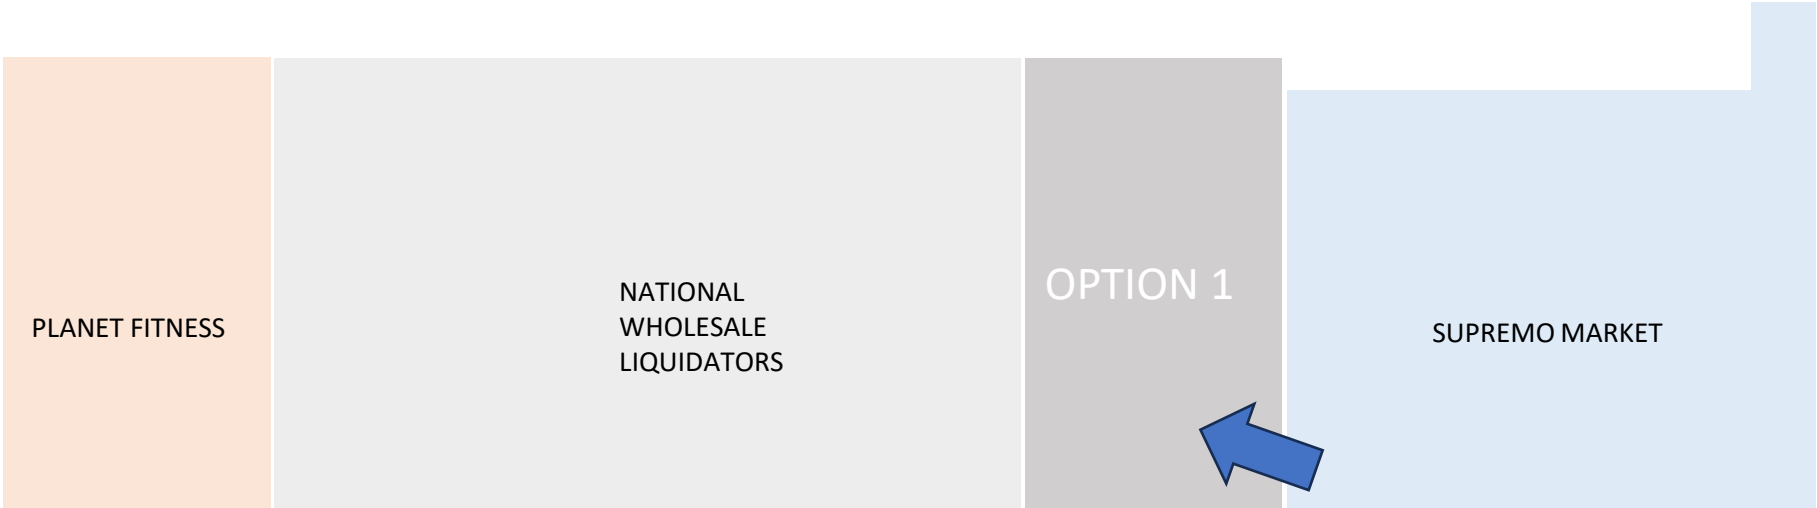 PLANET FITNESS
NATIONAL
WHOLESALE
LIQUIDATORS
OPTION 1
SUPREMO MARKET